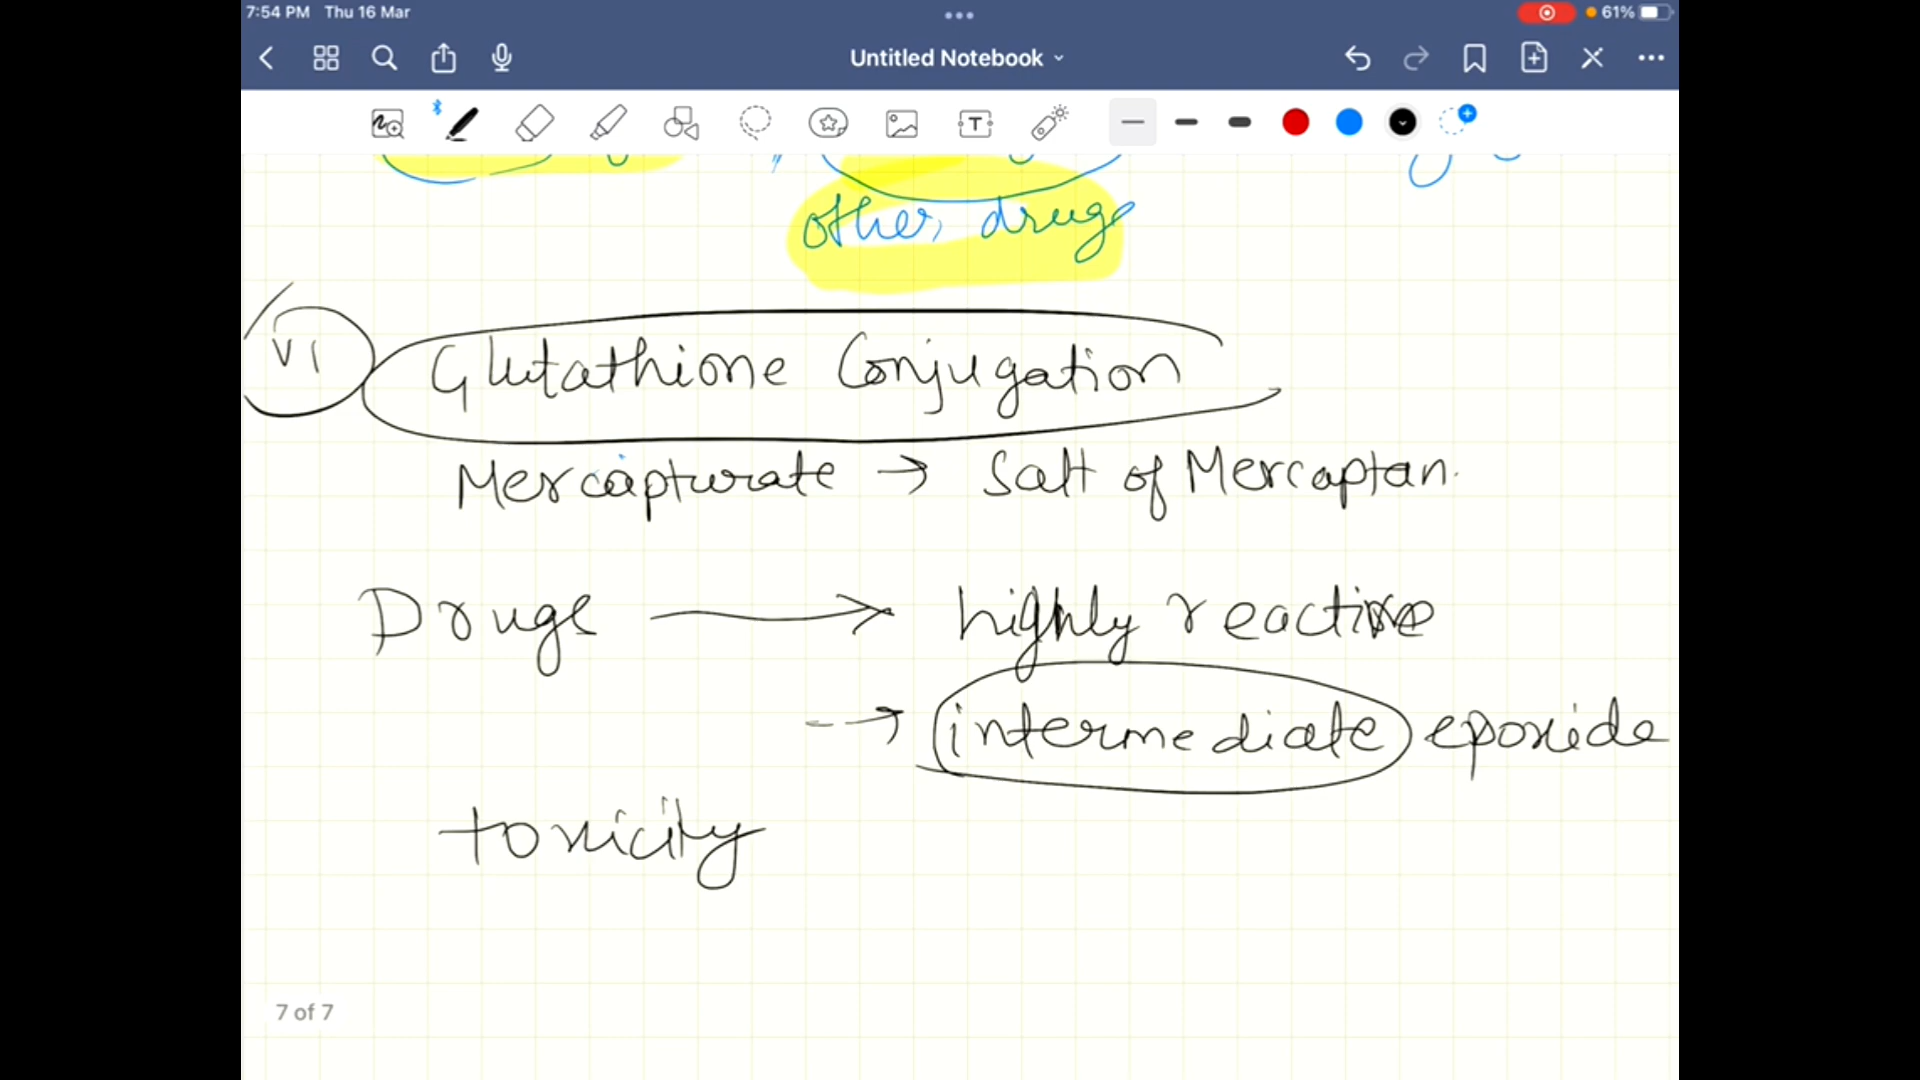 7:54 PM Thu 16 Mar
61%
Untitled Notebook
T
other drugs
VI Glutathione Conjugation
Mercapturate → Salt of Mercaptan.
Drugs → highly reactive
--→ intermediate epoxide
toxicity
7 of 7